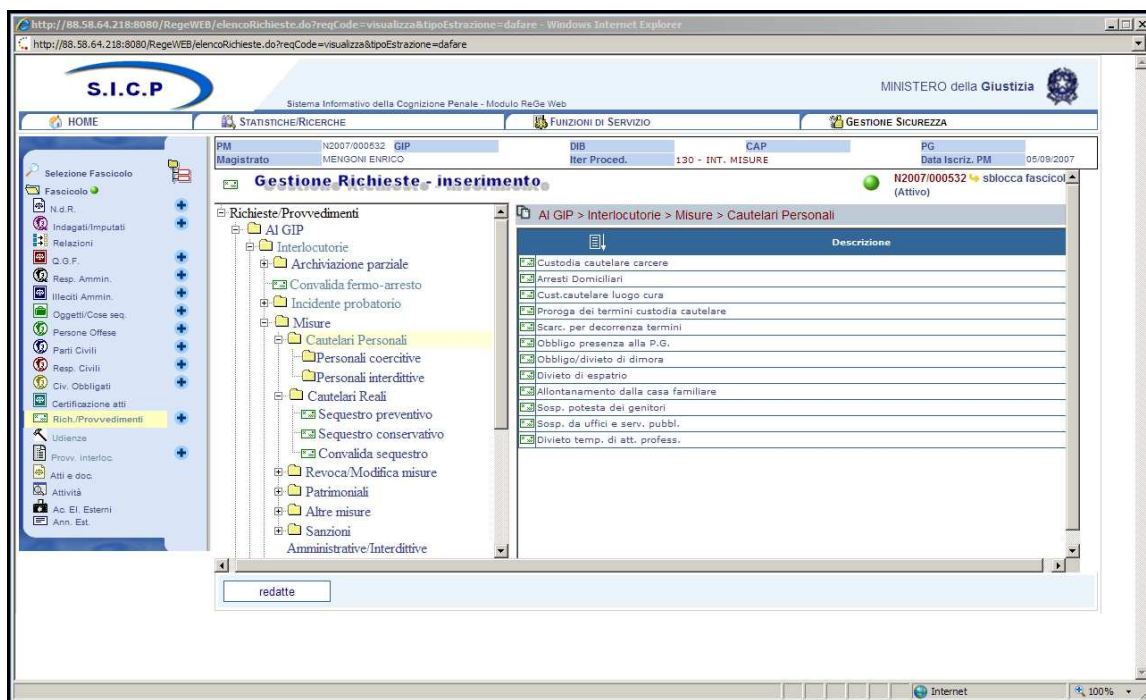 http://88.58.64.218:8080/RegeWEB/elencoRichieste.do?reqCode=visualizza&tipoEstrazione=dafare - Windows Internet Explorer
http://88.58.64.218:8080/RegeWEB/elencoRichieste.do?reqCode=visualizza&tipoEstrazione=dafare
S.I.C.P
Sistema Informativo della Cognizione Penale - Modulo ReGe Web
MINISTERO della Giustizia
HOME
STATISTICHE/RICERCHE
FUNZIONI DI SERVIZIO
GESTIONE SICUREZZA
PM N2007/000532 GIP DIB CAP PG
Magistrato MENGONI ENRICO Iter Proced. 130 - INT. MISURE Data Iscriz. PM 05/09/2007
Selezione Fascicolo
Fascicolo
N.d.R.
Indagati/Imputati
Relazioni
Q.G.F.
Resp. Ammin.
Illeciti Ammin.
Oggetti/Cose seq.
Persone Offese
Parti Civili
Resp. Civili
Civ. Obbligati
Certificazione atti
Rich./Provvedimenti
Udienze
Provv. Interloc.
Atti e doc.
Attività
Ac. El. Esterni
Ann. Est.
Gestione Richieste - inserimento
N2007/000532 sblocca fascicol
(Attivo)
Richieste/Provvedimenti
Al GIP
Interlocutorie
Archiviazione parziale
Convalida fermo-arresto
Incidente probatorio
Misure
Cautelari Personali
Personali coercitive
Personali interdittive
Cautelari Reali
Sequestro preventivo
Sequestro conservativo
Convalida sequestro
Revoca/Modifica misure
Patrimoniali
Altre misure
Sanzioni
Amministrative/Interdittive
Al GIP > Interlocutorie > Misure > Cautelari Personali
Descrizione
Custodia cautelare carcere
Arresti Domiciliari
Cust.cautelare luogo cura
Proroga dei termini custodia cautelare
Scarc. per decorrenza termini
Obbligo presenza alla P.G.
Obbligo/divieto di dimora
Divieto di espatrio
Allontanamento dalla casa familiare
Sosp. potesta dei genitori
Sosp. da uffici e serv. pubbl.
Divieto temp. di att. profess.
redatte
Internet
100%